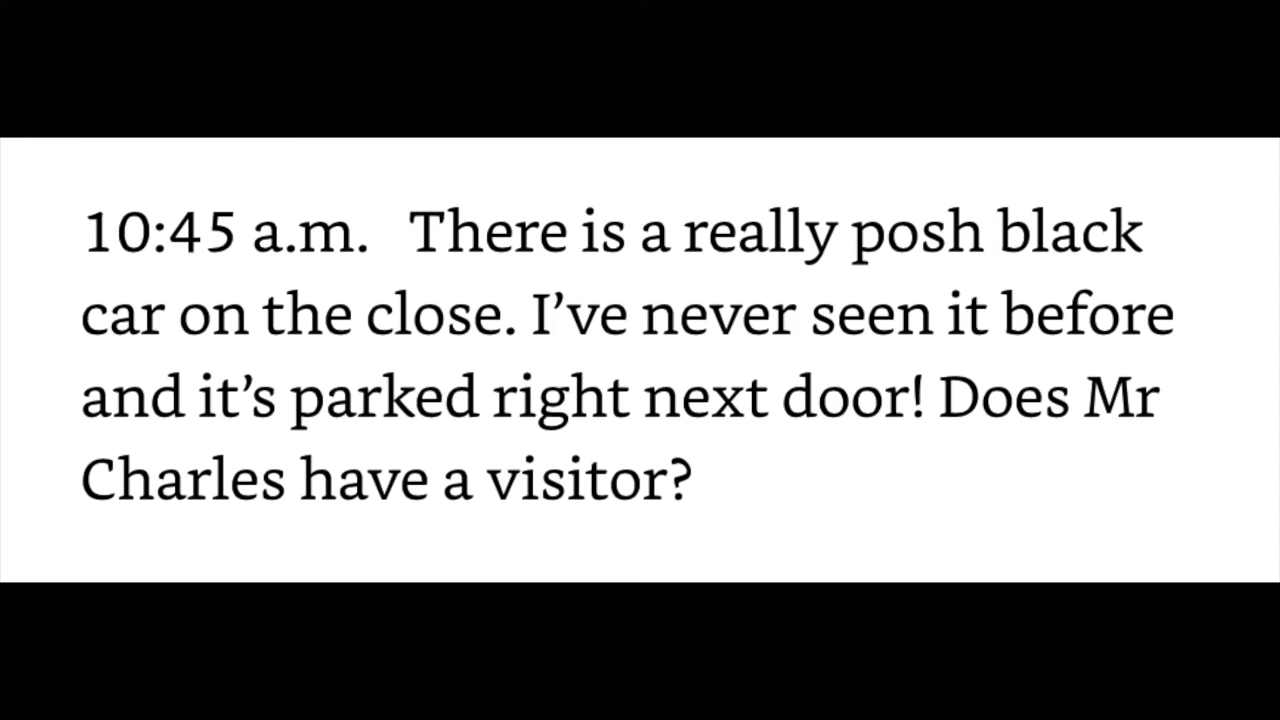 10:45 a.m. There is a really posh black
car on the close. I’ve never seen it before
and it’s parked right next door! Does Mr
Charles have a visitor?